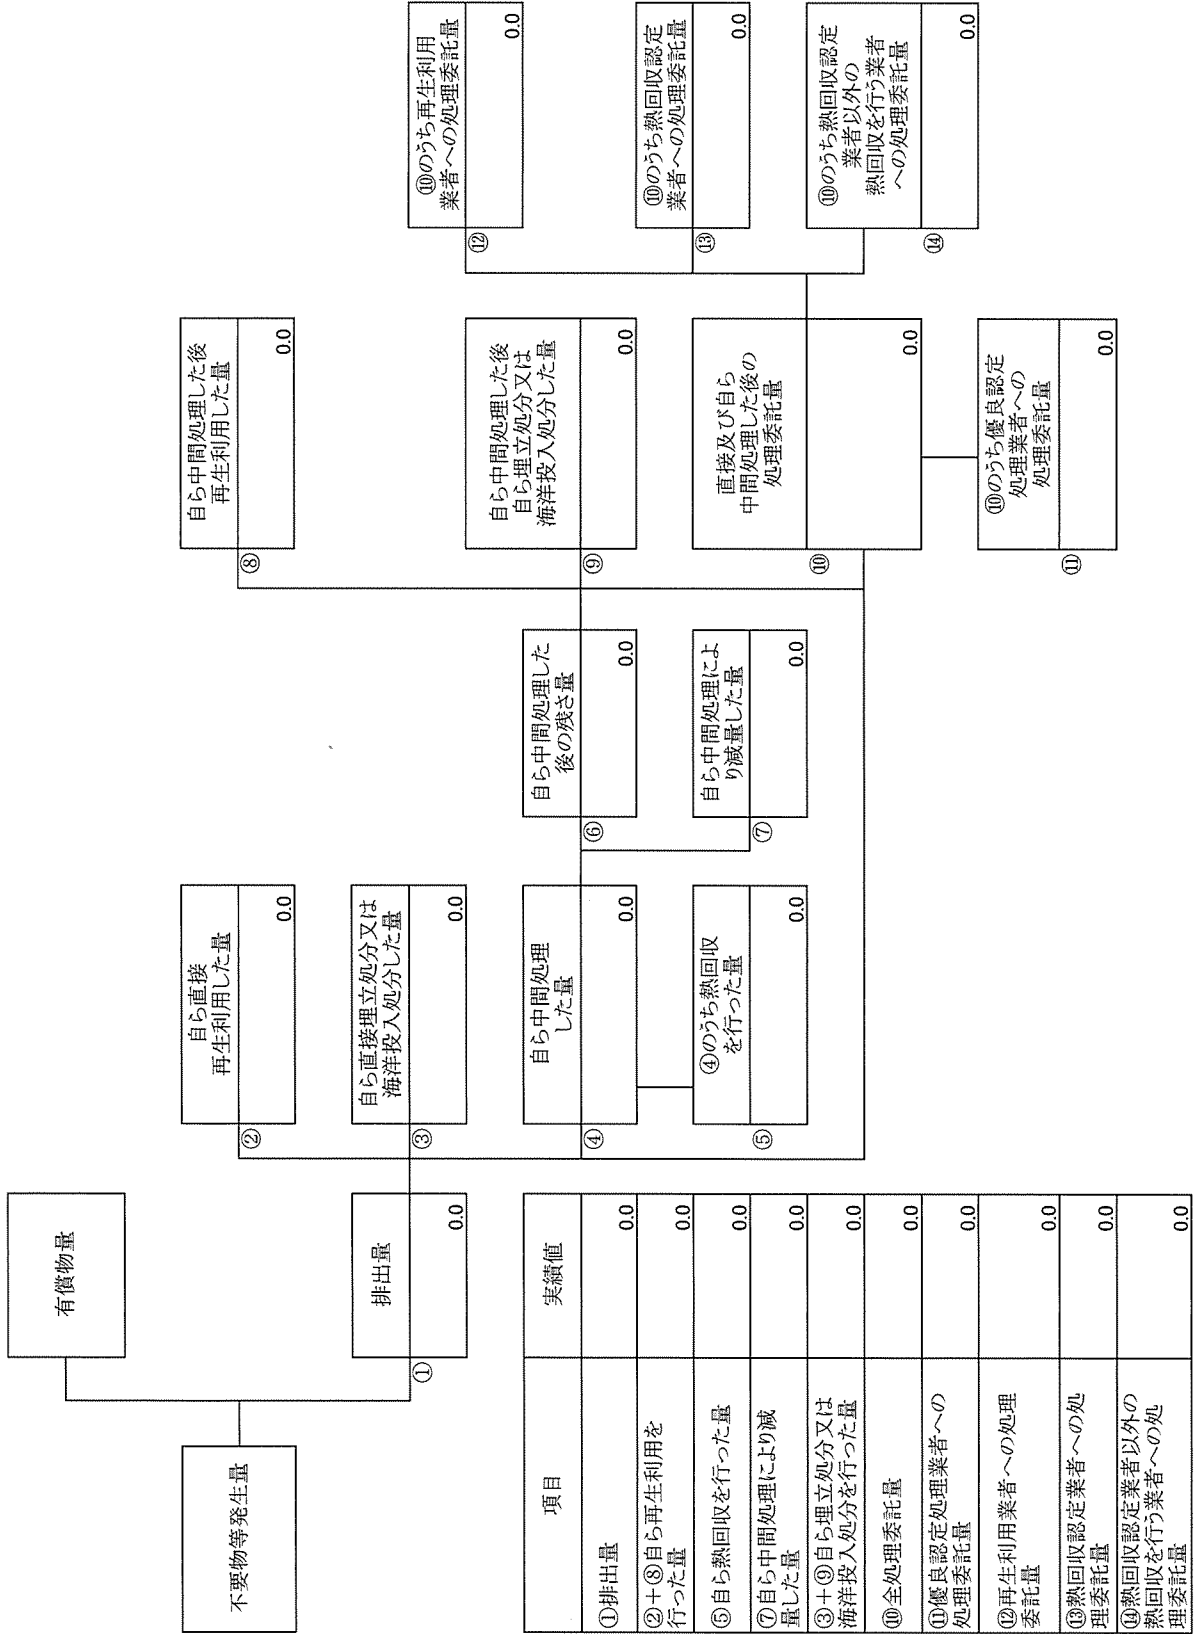 不要物等発生量
有償物量
①
排出量
0.0
②
自ら直接
再生利用した量
0.0
③
自ら直接埋立処分又は
海洋投入処分した量
0.0
④
自ら中間処理
した量
0.0
⑤
④のうち熱回収
を行った量
0.0
⑥
自ら中間処理した
後の残さ量
0.0
⑦
自ら中間処理によ
り減量した量
0.0
⑧
自ら中間処理した後
再生利用した量
0.0
⑨
自ら中間処理した後
自ら埋立処分又は
海洋投入処分した量
0.0
⑩
直接及び自ら
中間処理した後の
処理委託量
0.0
⑪
⑩のうち優良認定
処理業者への
処理委託量
0.0
⑫
⑩のうち再生利用
業者への処理委託量
0.0
⑬
⑩のうち熱回収認定
業者への処理委託量
0.0
⑭
⑩のうち熱回収認定
業者以外の
熱回収を行う業者
への処理委託量
0.0
項目 実績値
①排出量 0.0
②+⑧自ら再生利用を
行った量 0.0
⑤自ら熱回収を行った量 0.0
⑦自ら中間処理により減
量した量 0.0
③+⑨自ら埋立処分又は
海洋投入処分を行った量 0.0
⑩全処理委託量 0.0
⑪優良認定処理業者への
処理委託量 0.0
⑫再生利用業者への処理
委託量 0.0
⑬熱回収認定業者への処
理委託量 0.0
⑭熱回収認定業者以外の
熱回収を行う業者への処
理委託量 0.0